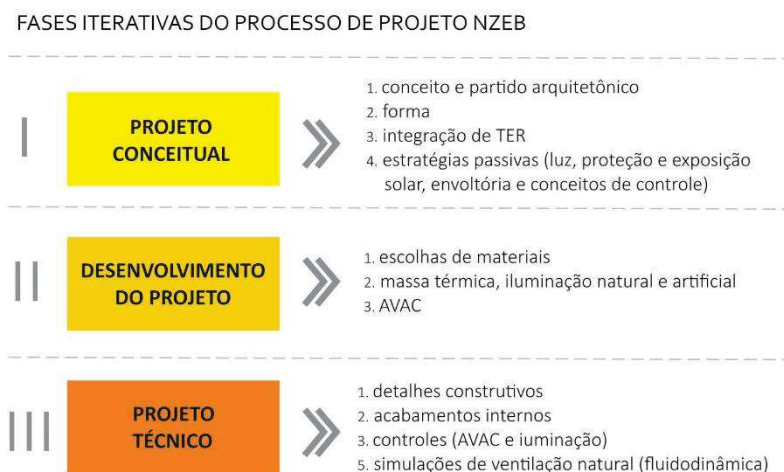 FASES ITERATIVAS DO PROCESSO DE PROJETO NZEB
I
PROJETO
CONCEITUAL
1. conceito e partido arquitetônico
2. forma
3. integração de TER
4. estratégias passivas (luz, proteção e exposição
solar, envoltória e conceitos de controle)
II
DESENVOLVIMENTO
DO PROJETO
1. escolhas de materiais
2. massa térmica, iluminação natural e artificial
3. AVAC
III
PROJETO
TÉCNICO
1. detalhes construtivos
2. acabamentos internos
3. controles (AVAC e iuminação)
5. simulações de ventilação natural (fluidodinâmica)